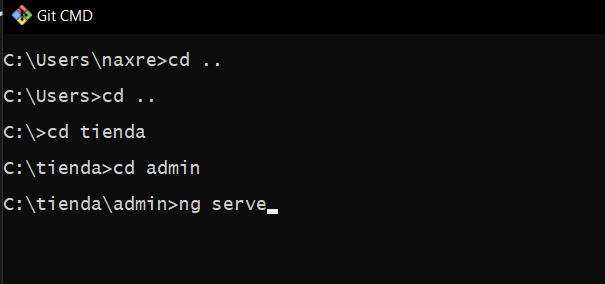 Git CMD
C:\Users\naxre>cd ..
C:\Users>cd ..
C:\>cd tienda
C:\tienda>cd admin
C:\tienda\admin>ng serve